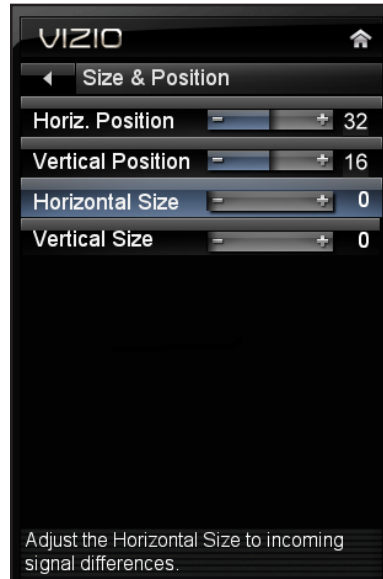 VIZIO
Size & Position
Horiz. Position - + 32
Vertical Position - + 16
Horizontal Size - + 0
Vertical Size - + 0
Adjust the Horizontal Size to incoming
signal differences.